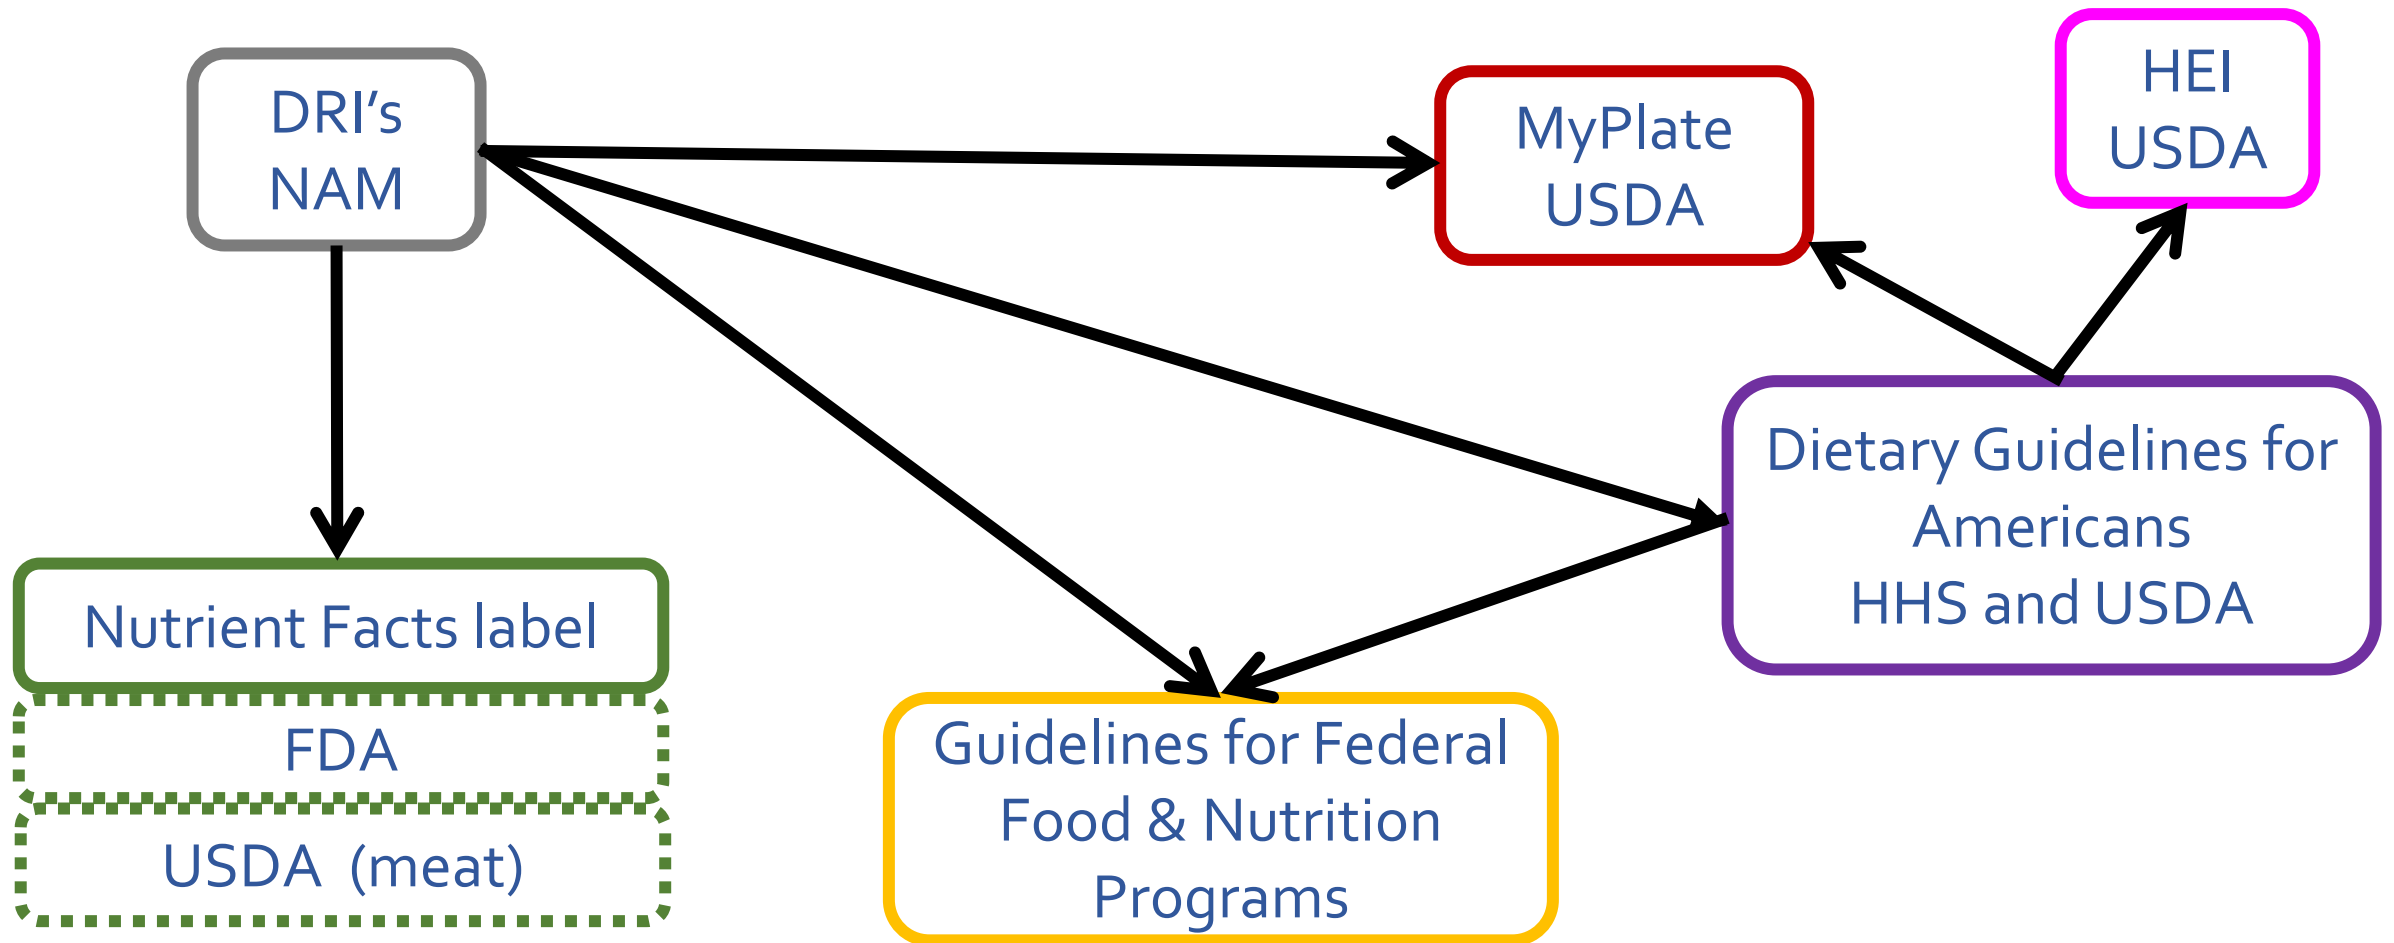 DRI's
NAM
MyPlate
USDA
HEI
USDA
Dietary Guidelines for
Americans
HHS and USDA
Nutrient Facts label
FDA
USDA (meat)
Guidelines for Federal
Food & Nutrition
Programs